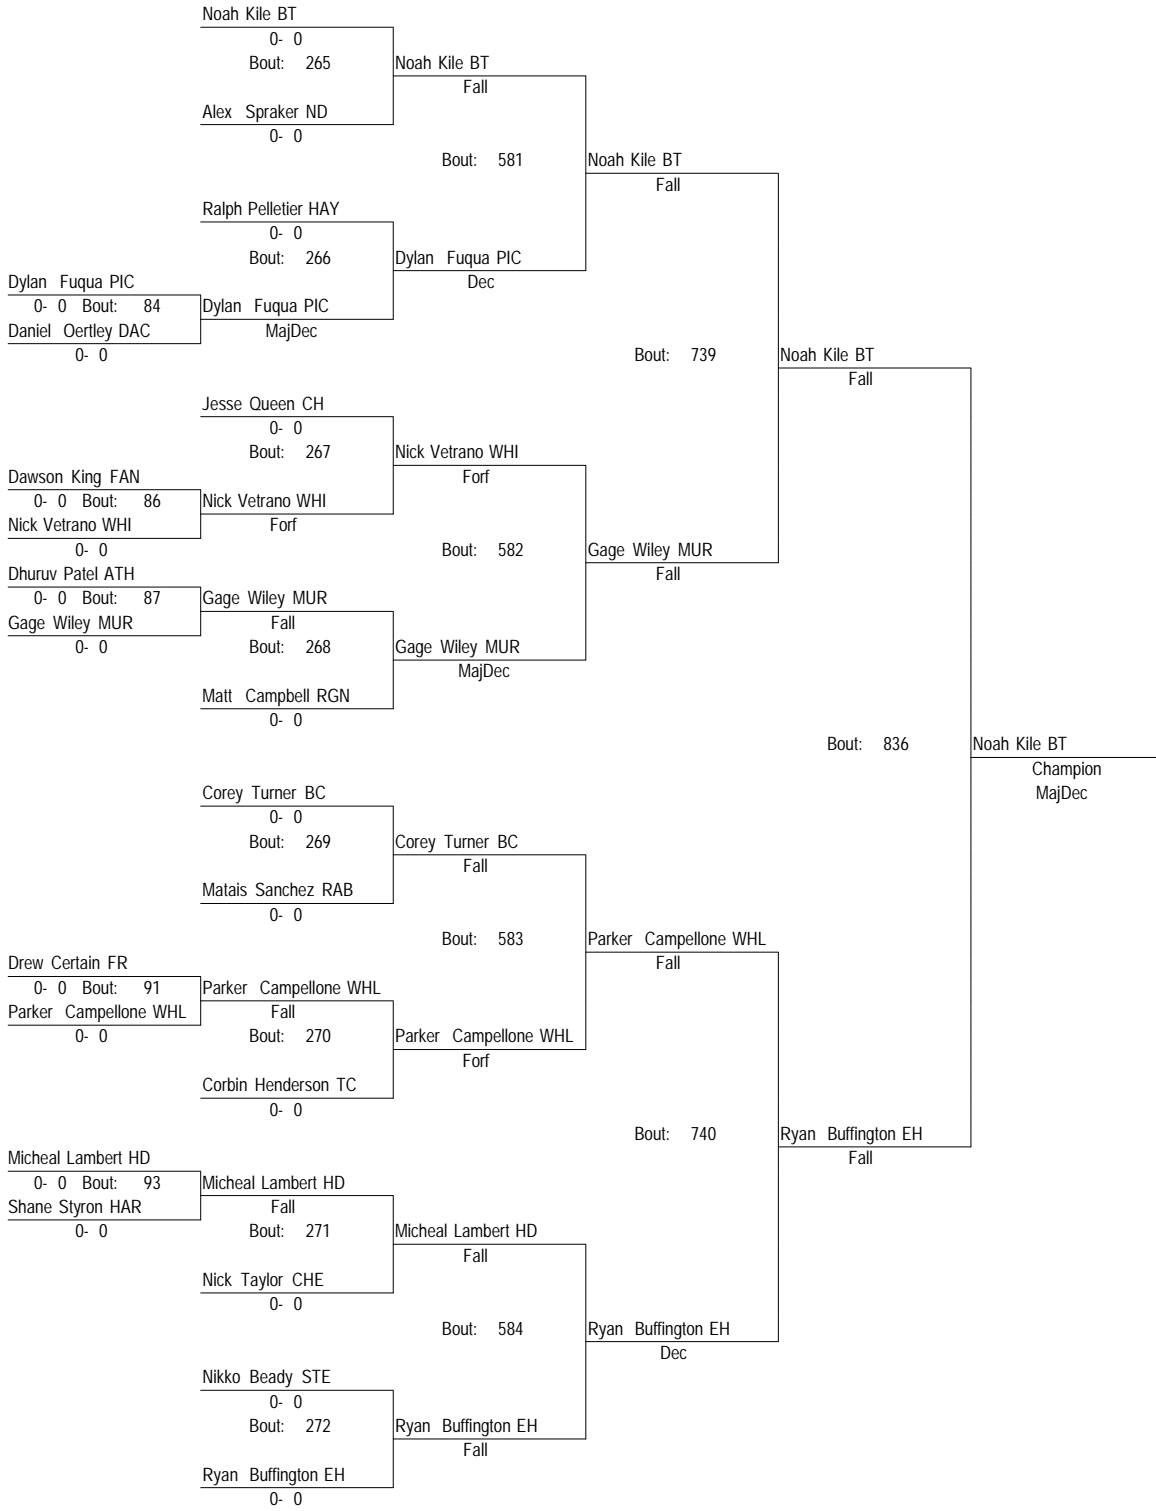 Noah Kile BT
0- 0
Bout: 265
Noah Kile BT
Fall
Alex Spraker ND
0- 0
Bout: 581
Noah Kile BT
Fall
Ralph Pelletier HAY
0- 0
Bout: 266
Dylan Fuqua PIC
Dec
Dylan Fuqua PIC
0- 0 Bout: 84
Dylan Fuqua PIC
MajDec
Daniel Oertley DAC
0- 0
Bout: 739
Noah Kile BT
Fall
Jesse Queen CH
0- 0
Bout: 267
Nick Vetrano WHI
Forf
Dawson King FAN
0- 0 Bout: 86
Nick Vetrano WHI
Forf
Nick Vetrano WHI
0- 0
Bout: 582
Gage Wiley MUR
Fall
Dhuruv Patel ATH
0- 0 Bout: 87
Gage Wiley MUR
Fall
Gage Wiley MUR
0- 0
Bout: 268
Gage Wiley MUR
MajDec
Matt Campbell RGN
0- 0
Bout: 836
Noah Kile BT
Champion
MajDec
Corey Turner BC
0- 0
Bout: 269
Corey Turner BC
Fall
Matais Sanchez RAB
0- 0
Bout: 583
Parker Campellone WHL
Fall
Drew Certain FR
0- 0 Bout: 91
Parker Campellone WHL
Fall
Parker Campellone WHL
0- 0
Bout: 270
Parker Campellone WHL
Forf
Corbin Henderson TC
0- 0
Bout: 740
Ryan Buffington EH
Fall
Micheal Lambert HD
0- 0 Bout: 93
Micheal Lambert HD
Fall
Shane Styron HAR
0- 0
Bout: 271
Micheal Lambert HD
Fall
Nick Taylor CHE
0- 0
Bout: 584
Ryan Buffington EH
Dec
Nikko Beady STE
0- 0
Bout: 272
Ryan Buffington EH
Fall
Ryan Buffington EH
0- 0